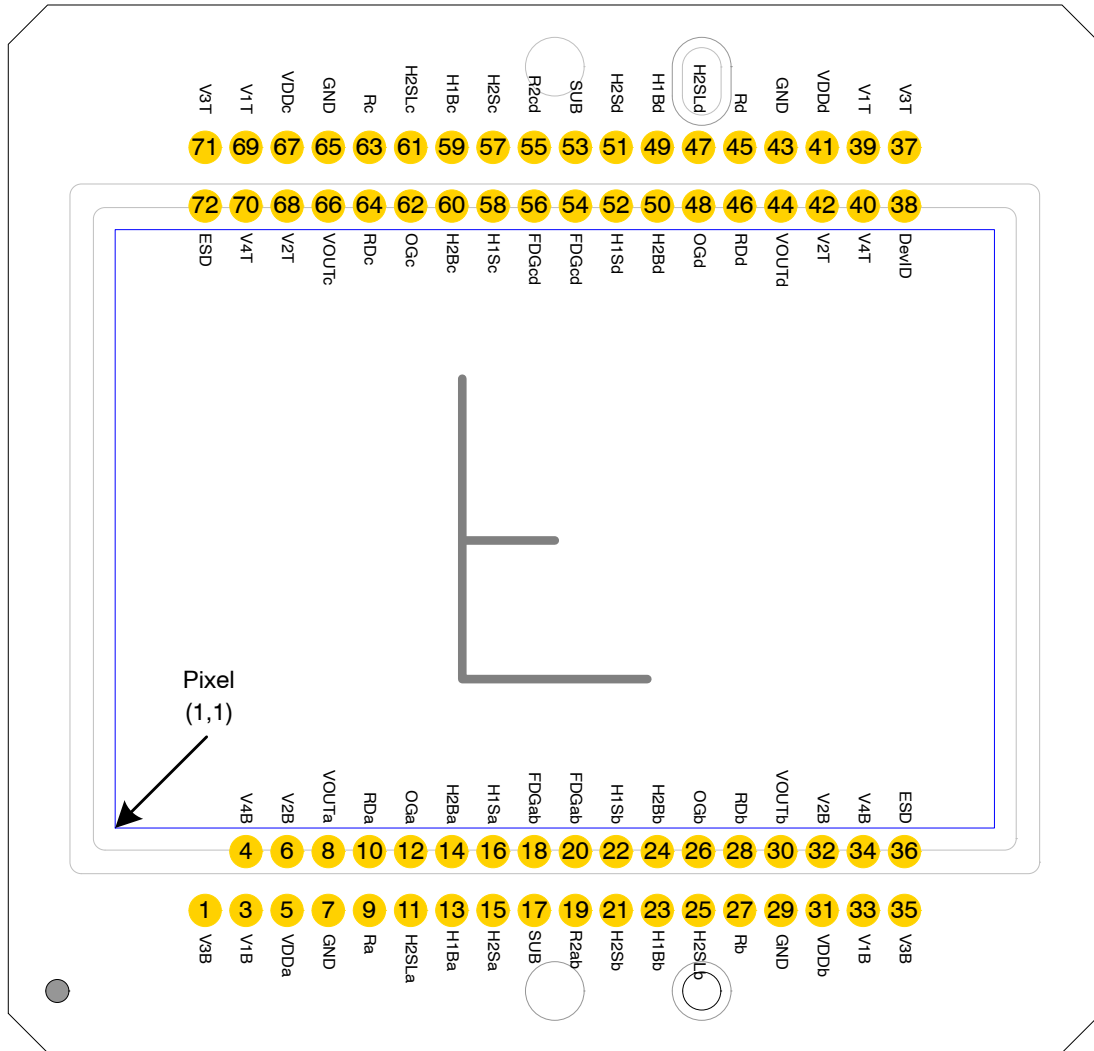 V3T V1T VDDc GND Rc H2SLc H1Bc H2Sc R2cd SUB H2Sd H1Bd H2SLd Rd GND VDDd V1T V3T
71 69 67 65 63 61 59 57 55 53 51 49 47 45 43 41 39 37
72 70 68 66 64 62 60 58 56 54 52 50 48 46 44 42 40 38
ESD V4T V2T VOUTc RDc OGc H2Bc H1Sc FDGcd FDGcd H1Sd H2Bd OGd RDd VOUTd V2T V4T DevID
Pixel
(1,1)
V4B V2B VOUTa RDa OGa H2Ba H1Sa FDGab FDGab H1Sb H2Bb OGb RDb VOUTb V2B V4B ESD
4 6 8 10 12 14 16 18 20 22 24 26 28 30 32 34 36
1 3 5 7 9 11 13 15 17 19 21 23 25 27 29 31 33 35
V3B V1B VDDa GND Ra H2SLa H1Ba H2Sa SUB R2ab H2Sb H1Bb H2SLb Rb GND VDDb V1B V3B